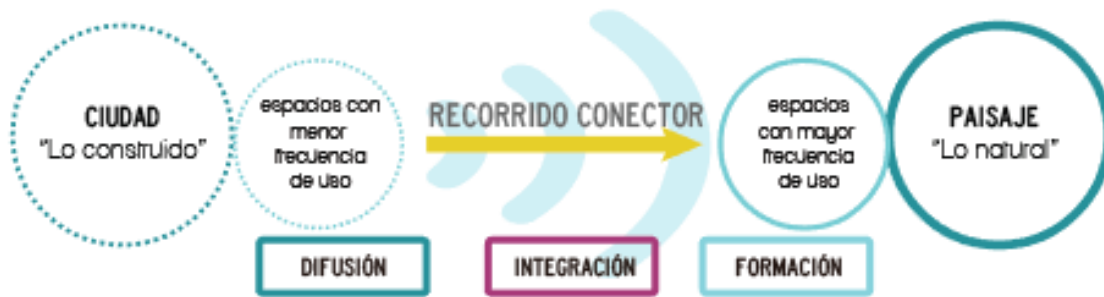 CIUDAD
"Lo construido"
espacios con
menor
frecuencia
de uso
RECORRIDO CONECTOR
espacios
con mayor
frecuencia
de uso
PAISAJE
"Lo natural"
DIFUSIÓN
INTEGRACIÓN
FORMACIÓN